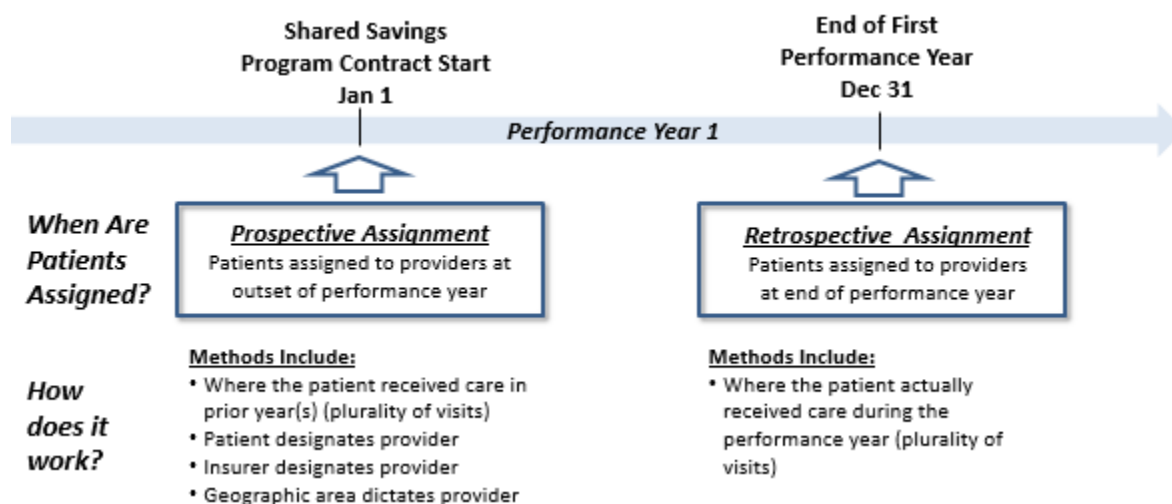 Shared Savings
Program Contract Start
Jan 1
End of First
Performance Year
Dec 31
Performance Year 1
When Are
Patients
Assigned?
Prospective Assignment
Patients assigned to providers at
outset of performance year
Retrospective Assignment
Patients assigned to providers
at end of performance year
How
does it
work?
Methods Include:
• Where the patient received care in
prior year(s) (plurality of visits)
• Patient designates provider
• Insurer designates provider
• Geographic area dictates provider
Methods Include:
• Where the patient actually
received care during the
performance year (plurality of
visits)